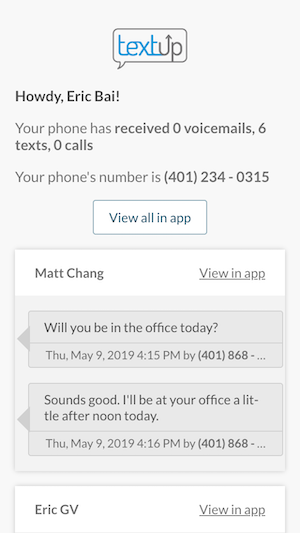 textup
Howdy, Eric Bai!
Your phone has received 0 voicemails, 6
texts, 0 calls
Your phone's number is (401) 234 - 0315
View all in app
Matt Chang View in app
Will you be in the office today?
Thu, May 9, 2019 4:15 PM by (401) 868 - ...
Sounds good. I'll be at your office a lit-
tle after noon today.
Thu, May 9, 2019 4:16 PM by (401) 868 - ...
Eric GV View in app